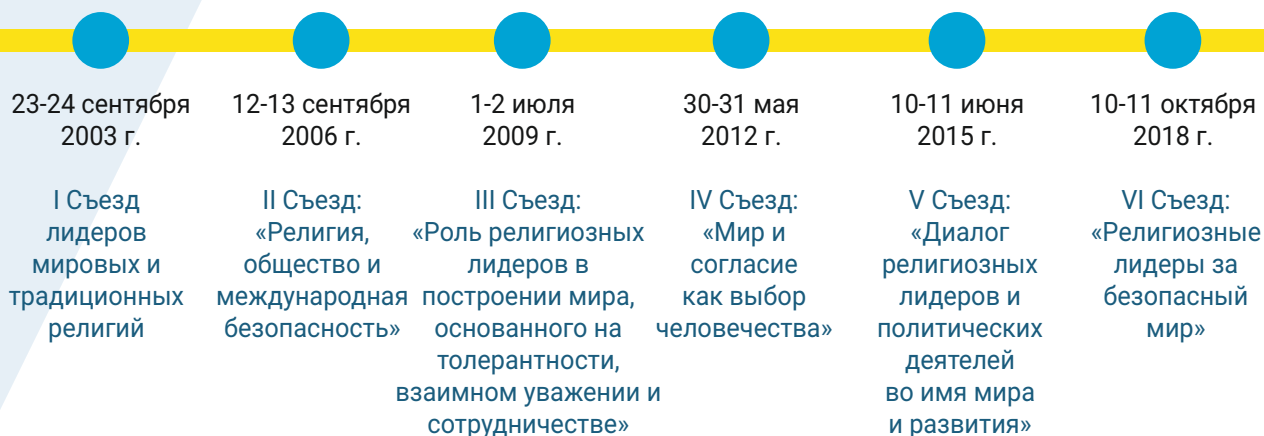 23-24 сентября
2003 г.
I Съезд
лидеров
мировых и
традиционных
религий
12-13 сентября
2006 г.
II Съезд:
«Религия,
общество и
международная
безопасность»
1-2 июля
2009 г.
III Съезд:
«Роль религиозных
лидеров в
построении мира,
основанного на
толерантности,
взаимном уважении и
сотрудничестве»
30-31 мая
2012 г.
IV Съезд:
«Мир и
согласие
как выбор
человечества»
10-11 июня
2015 г.
V Съезд:
«Диалог
религиозных
лидеров и
политических
деятелей
во имя мира
и развития»
10-11 октября
2018 г.
VI Съезд:
«Религиозные
лидеры за
безопасный
мир»